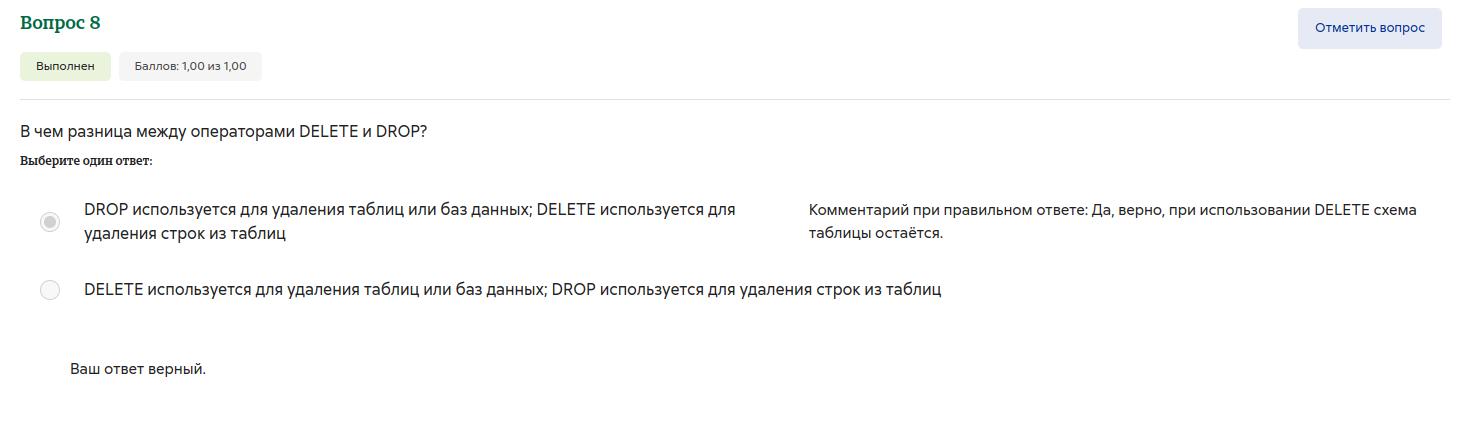 Вопрос 8
Отметить вопрос
Выполнен
Баллов: 1,00 из 1,00
В чем разница между операторами DELETE и DROP?
Выберите один ответ:
DROP используется для удаления таблиц или баз данных; DELETE используется для
удаления строк из таблиц
Комментарий при правильном ответе: Да, верно, при использовании DELETE схема
таблицы остаётся.
DELETE используется для удаления таблиц или баз данных; DROP используется для удаления строк из таблиц
Ваш ответ верный.